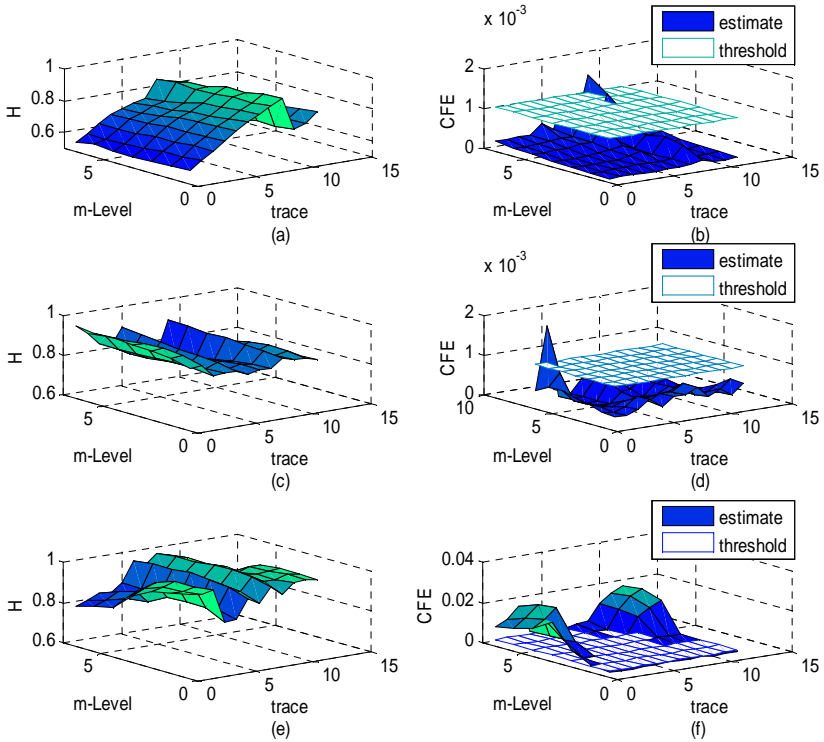 x 10⁻³
estimate
threshold
1
0.8
0.6
H
5
0
m-Level
0
5
10
15
trace
(a)
2
1
0
CFE
5
0
m-Level
0
5
10
15
trace
(b)
x 10⁻³
estimate
threshold
1
0.8
0.6
H
5
0
m-Level
0
5
10
15
trace
(c)
2
1
0
CFE
10
5
0
m-Level
0
5
10
15
trace
(d)
estimate
threshold
1
0.8
0.6
H
5
0
m-Level
0
5
10
15
trace
(e)
0.04
0.02
0
CFE
5
0
m-Level
0
5
10
15
trace
(f)